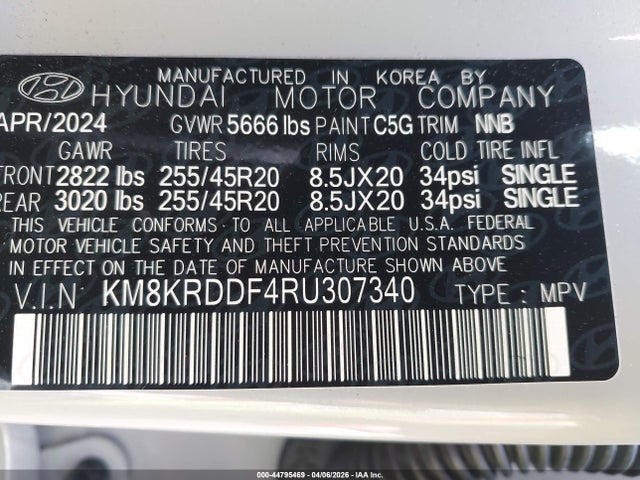 MANUFACTURED IN KOREA BY
HYUNDAI MOTOR COMPANY
APR/2024 GVWR 5666 lbs PAINT C5G TRIM NNB
GAWR TIRES RIMS COLD TIRE INFL
FRONT 2822 lbs 255/45R20 8.5JX20 34psi SINGLE
REAR 3020 lbs 255/45R20 8.5JX20 34psi SINGLE
THIS VEHICLE CONFORMS TO ALL APPLICABLE U.S.A. FEDERAL
MOTOR VEHICLE SAFETY AND THEFT PREVENTION STANDARDS
IN EFFECT ON THE DATE OF MANUFACTURE SHOWN ABOVE
V.I.N KM8KRDDF4RU307340 TYPE : MPV
000-44795469 | 04/06/2026 - IAA Inc.